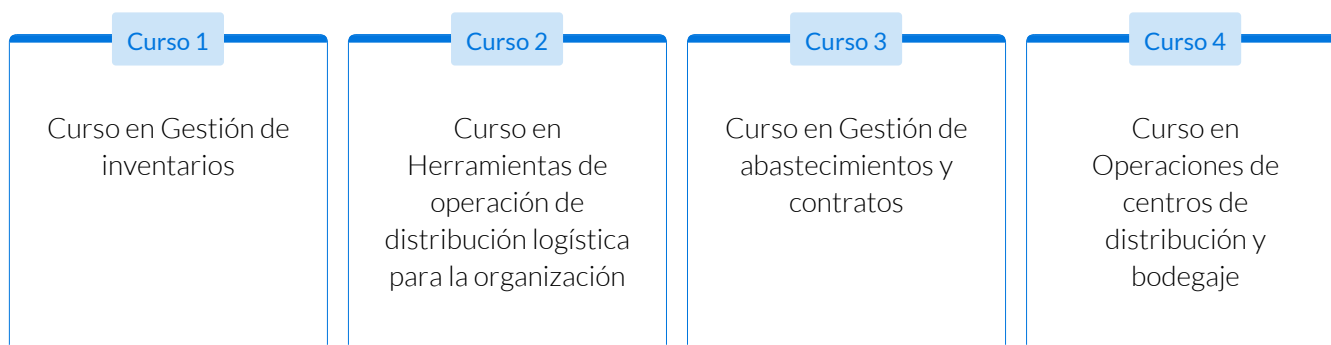 Curso 1
Curso en Gestión de
inventarios
Curso 2
Curso en
Herramientas de
operación de
distribución logística
para la organización
Curso 3
Curso en Gestión de
abastecimientos y
contratos
Curso 4
Curso en
Operaciones de
centros de
distribución y
bodegaje